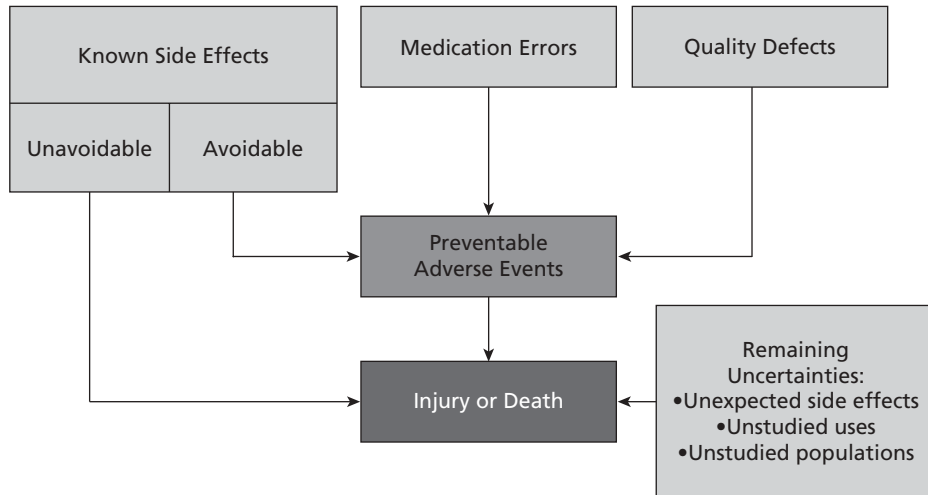 Known Side Effects
Unavoidable
Avoidable
Medication Errors
Quality Defects
Preventable
Adverse Events
Injury or Death
Remaining
Uncertainties:
•Unexpected side effects
•Unstudied uses
•Unstudied populations